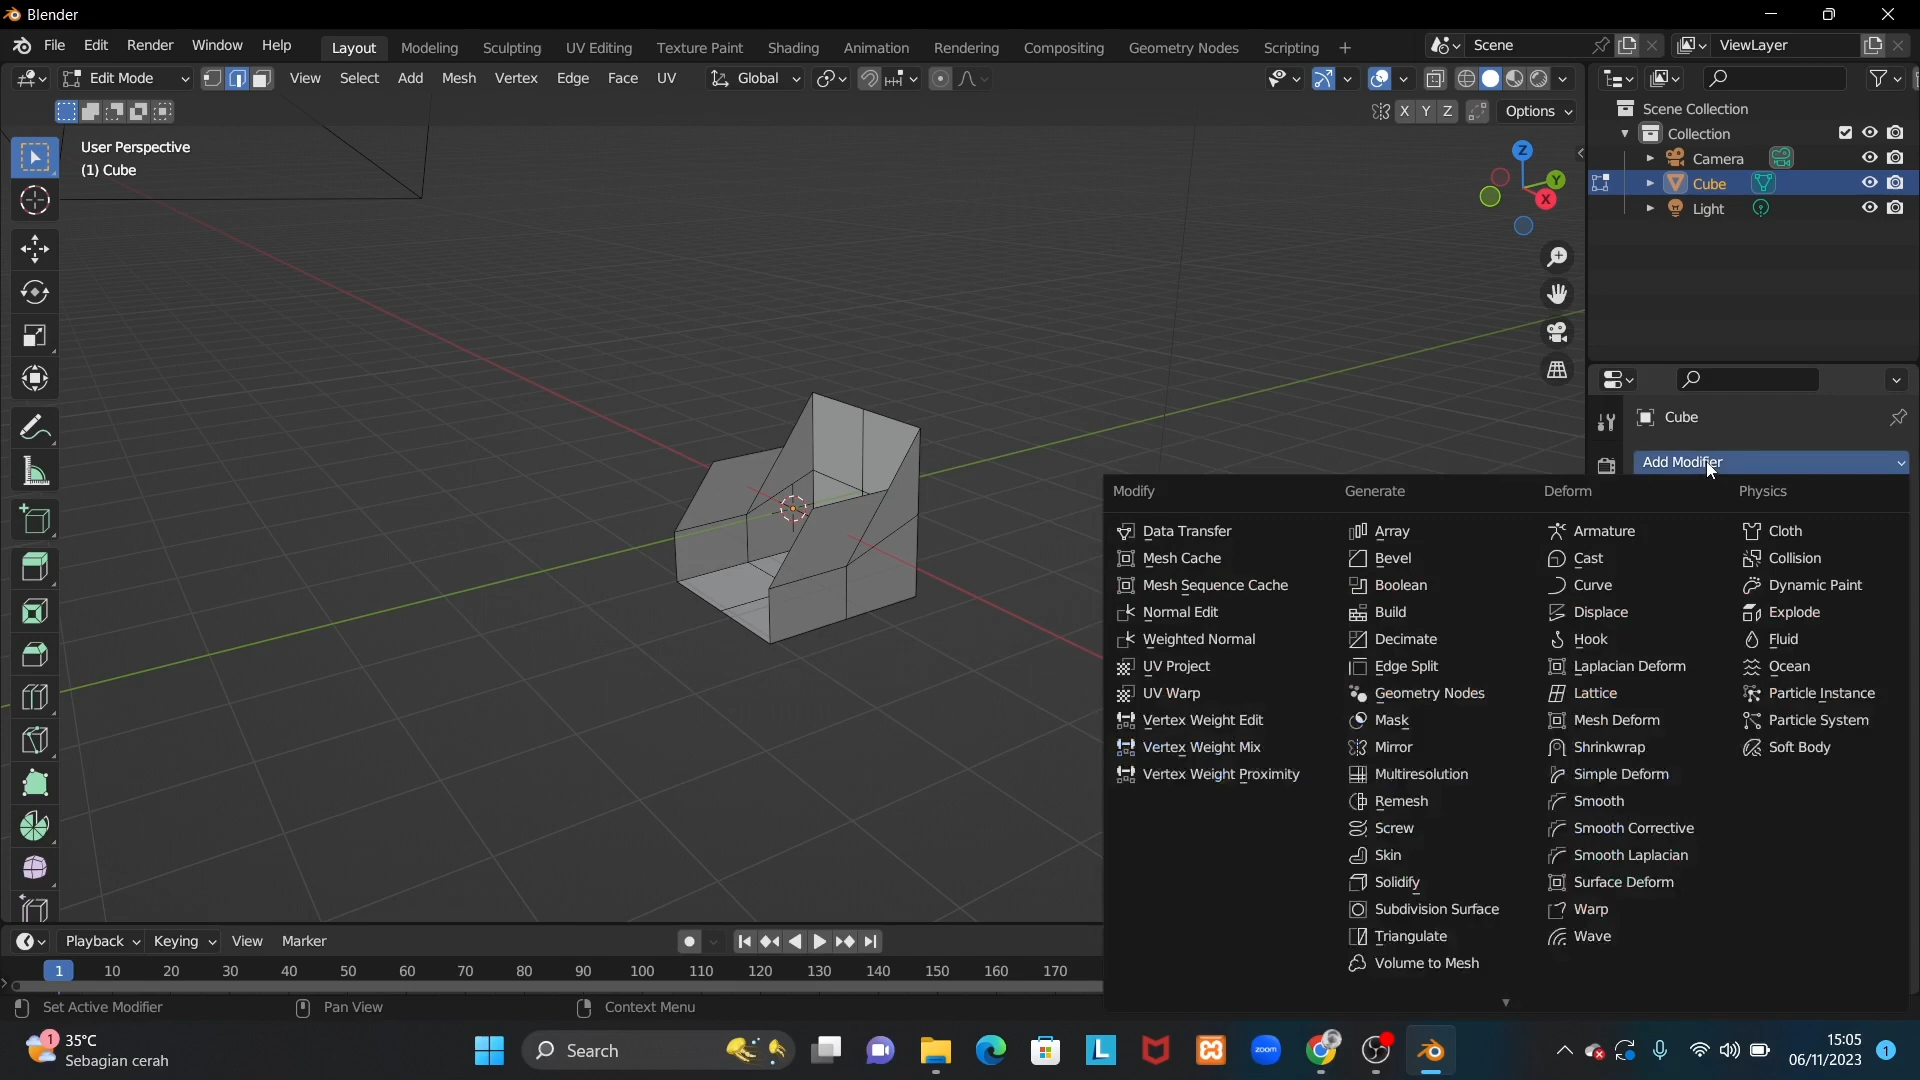 Blender
File Edit Render Window Help Layout Modeling Sculpting UV Editing Texture Paint Shading Animation Rendering Compositing Geometry Nodes Scripting + Scene ViewLayer
Edit Mode View Select Add Mesh Vertex Edge Face UV Global
X Y Z Options
User Perspective
(1) Cube
Z
Y
X
Scene Collection
Collection
Camera
Cube
Light
Cube
Add Modifier
Modify Generate Deform Physics
Data Transfer Array Armature Cloth
Mesh Cache Bevel Cast Collision
Mesh Sequence Cache Boolean Curve Dynamic Paint
Normal Edit Build Displace Explode
Weighted Normal Decimate Hook Fluid
UV Project Edge Split Laplacian Deform Ocean
UV Warp Geometry Nodes Lattice Particle Instance
Vertex Weight Edit Mask Mesh Deform Particle System
Vertex Weight Mix Mirror Shrinkwrap Soft Body
Vertex Weight Proximity Multiresolution Simple Deform
Remesh Smooth
Screw Smooth Corrective
Skin Smooth Laplacian
Solidify Surface Deform
Subdivision Surface Warp
Triangulate Wave
Volume to Mesh
Playback Keying View Marker
1 10 20 30 40 50 60 70 80 90 100 110 120 130 140 150 160 170
Set Active Modifier Pan View Context Menu
1 35°C
Sebagian cerah
Search
L
zoom
15:05
06/11/2023
1